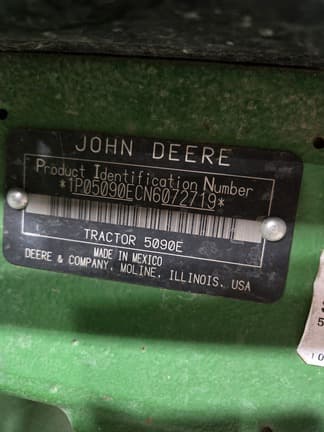 JOHN DEERE
Product Identification Number
*1P05090ECN6072719*
TRACTOR 5090E
MADE IN MEXICO
DEERE & COMPANY, MOLINE, ILLINOIS, USA